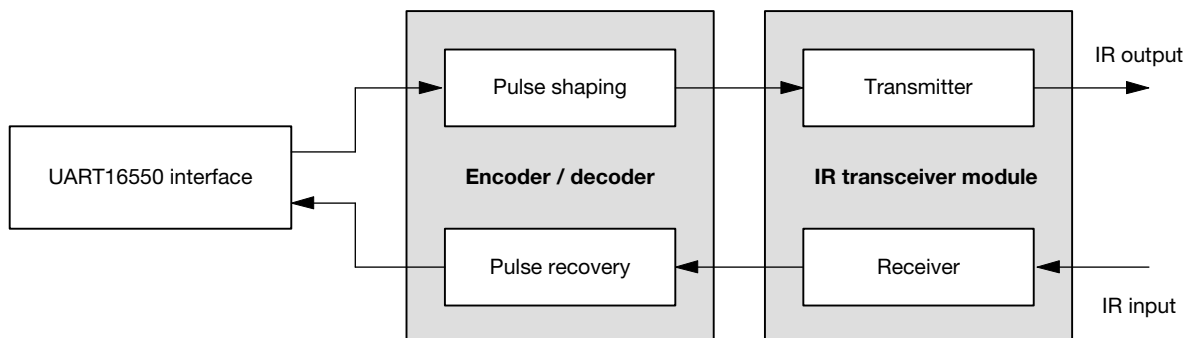 Pulse shaping
Transmitter
IR output
UART16550 interface
Encoder / decoder
IR transceiver module
Pulse recovery
Receiver
IR input